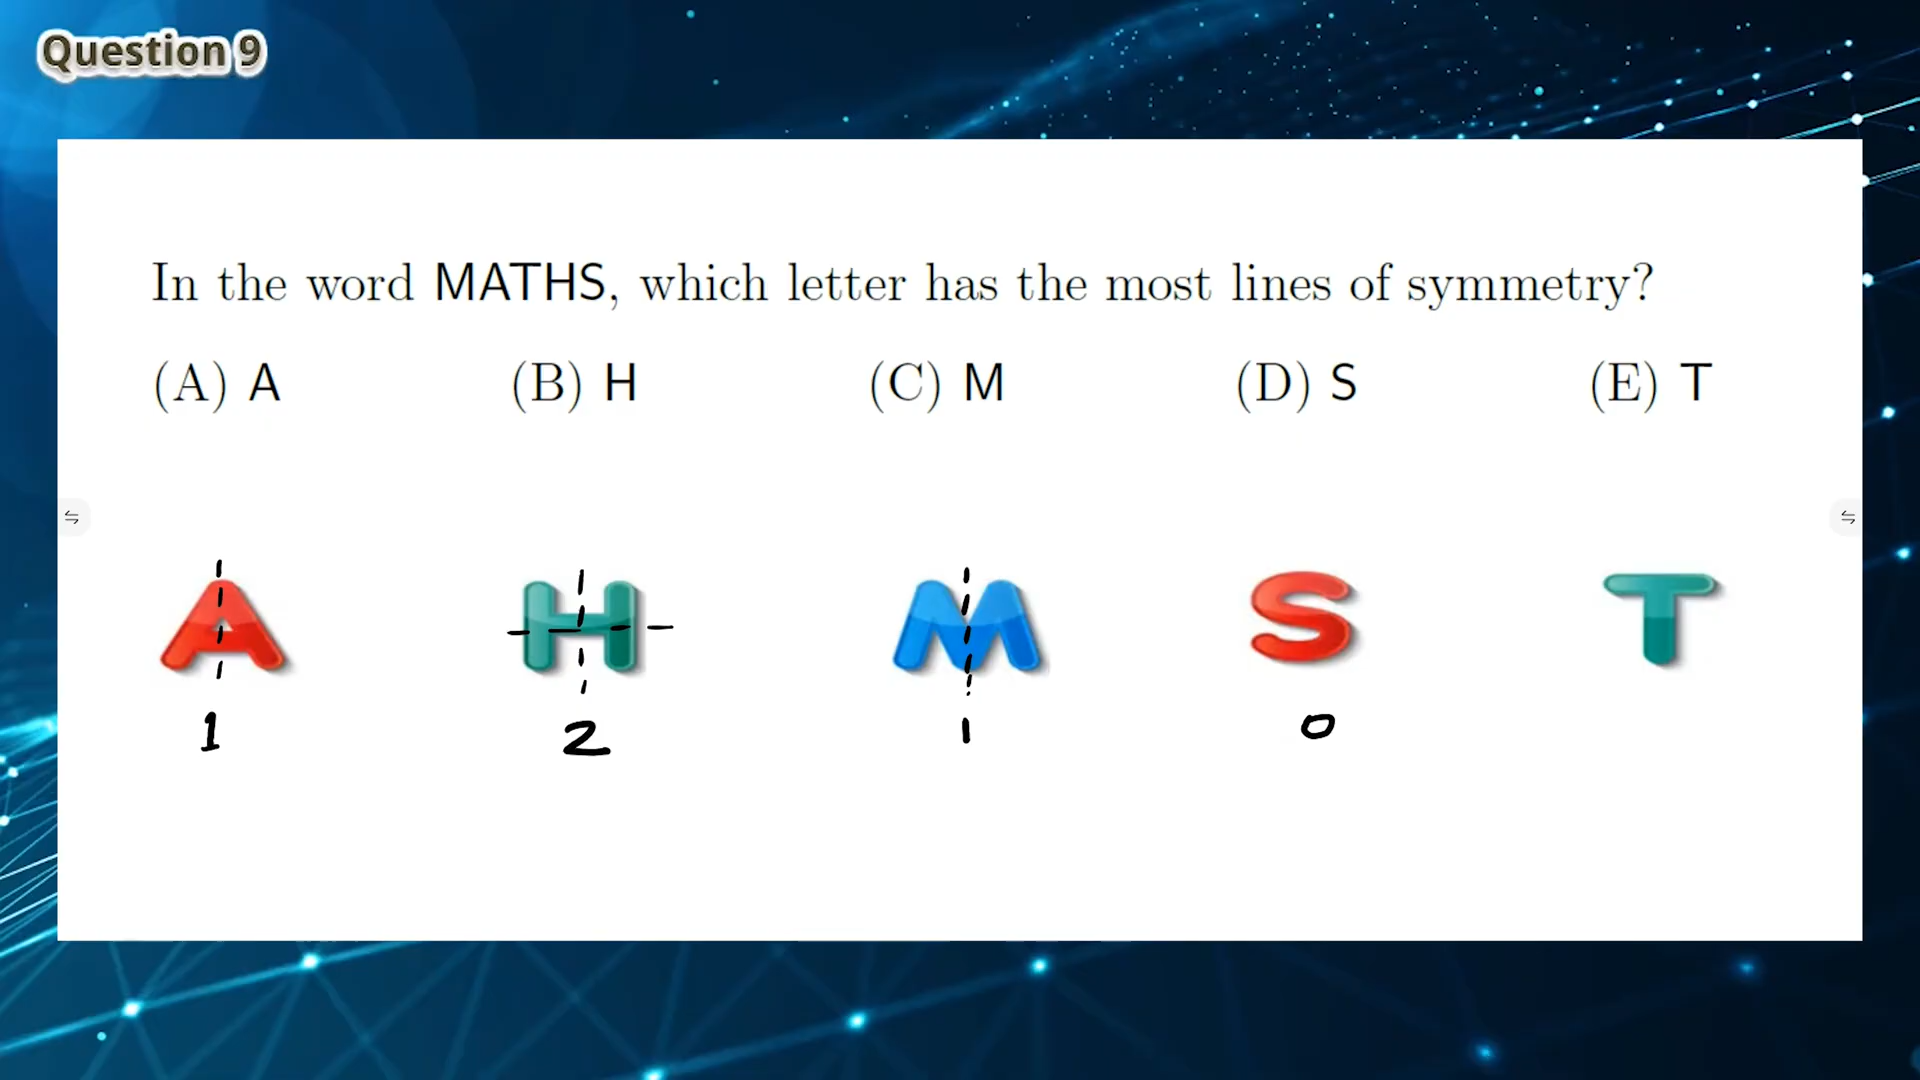 Question 9
In the word MATHS, which letter has the most lines of symmetry?
(A) A (B) H (C) M (D) S (E) T
A H M S T
1 2 1 0